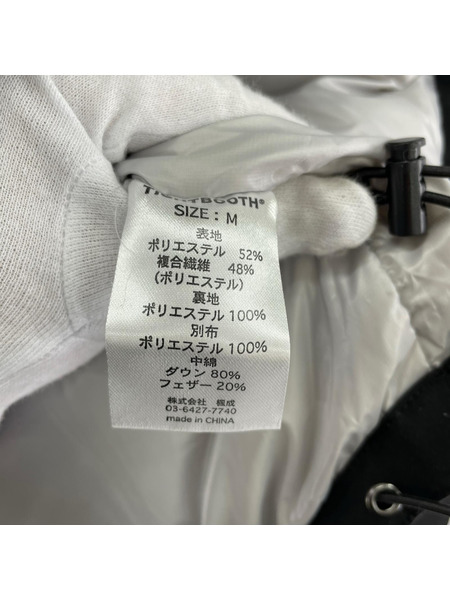 TIGHTBOOTH®
SIZE : M
表地
ポリエステル 52%
複合繊維 48%
(ポリエステル)
裏地
ポリエステル 100%
別布
ポリエステル 100%
中綿
ダウン 80%
フェザー 20%
株式会社 楓成
03-6427-7740
made in CHINA